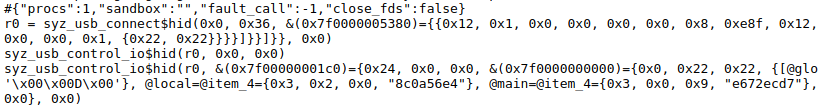 #{"procs":1,"sandbox":"","fault_call":-1,"close_fds":false}
r0 = syz_usb_connect$hid(0x0, 0x36, &(0x7f0000005380)={{0x12, 0x1, 0x0, 0x0, 0x0, 0x0, 0x8, 0xe8f, 0x12,
0x0, 0x0, 0x1, {0x22, 0x22}}}}]}}]}}, 0x0)
syz_usb_control_io$hid(r0, 0x0, 0x0)
syz_usb_control_io$hid(r0, &(0x7f00000001c0)={0x24, 0x0, 0x0, &(0x7f0000000000)={0x0, 0x22, 0x22, {[@glo
'\x00\x00D\x00'}, @local=@item_4={0x3, 0x2, 0x0, "8c0a56e4"}, @main=@item_4={0x3, 0x0, 0x9, "e672ecd7"},
0x0}, 0x0)